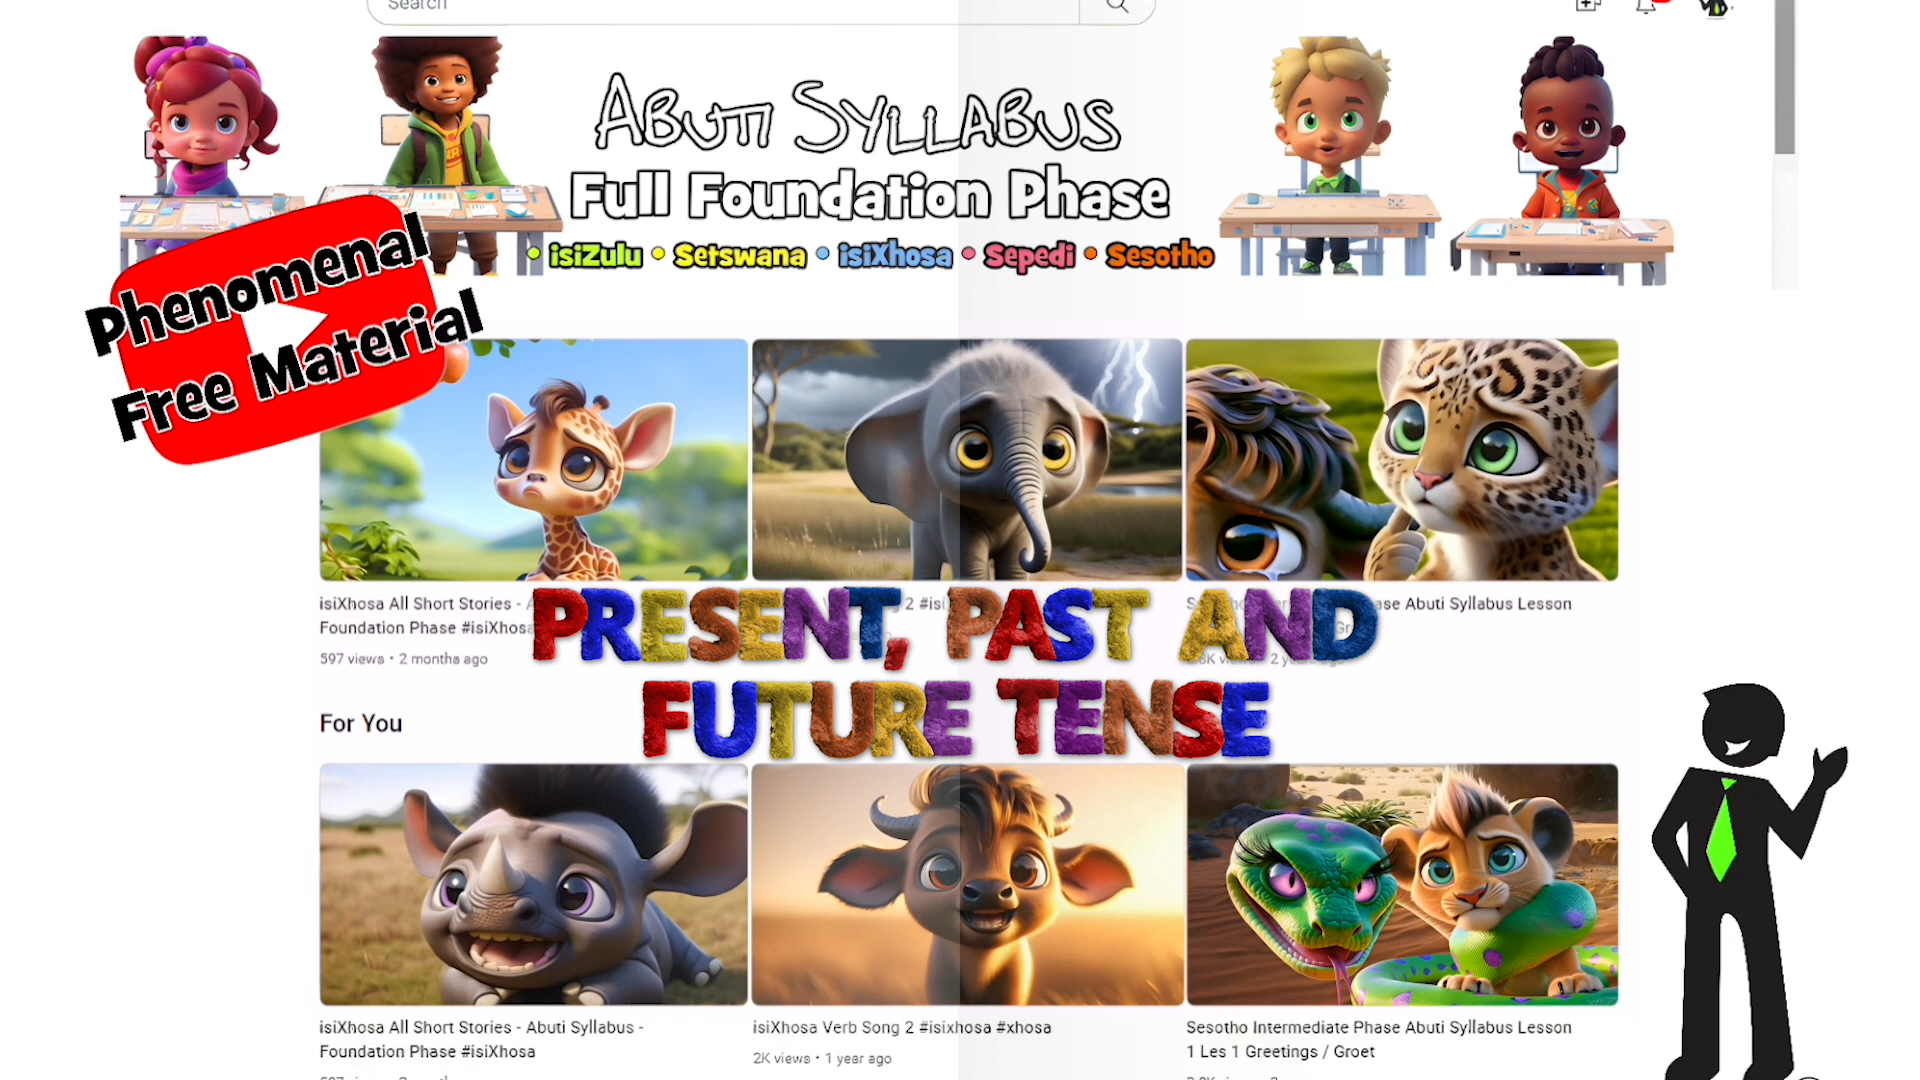 Search
ABUTI SYLLABUS
Full Foundation Phase
• isiZulu • Setswana • isiXhosa • Sepedi • Sesotho
Phenomenal
Free Material
isiXhosa All Short Stories -
Foundation Phase #isiXhosa
597 views • 2 months ago
2 #isi
ase Abuti Syllabus Lesson
PRESENT, PAST AND
FUTURE TENSE
For You
isiXhosa All Short Stories - Abuti Syllabus -
Foundation Phase #isiXhosa
isiXhosa Verb Song 2 #isixhosa #xhosa
2K views • 1 year ago
Sesotho Intermediate Phase Abuti Syllabus Lesson
1 Les 1 Greetings / Groet